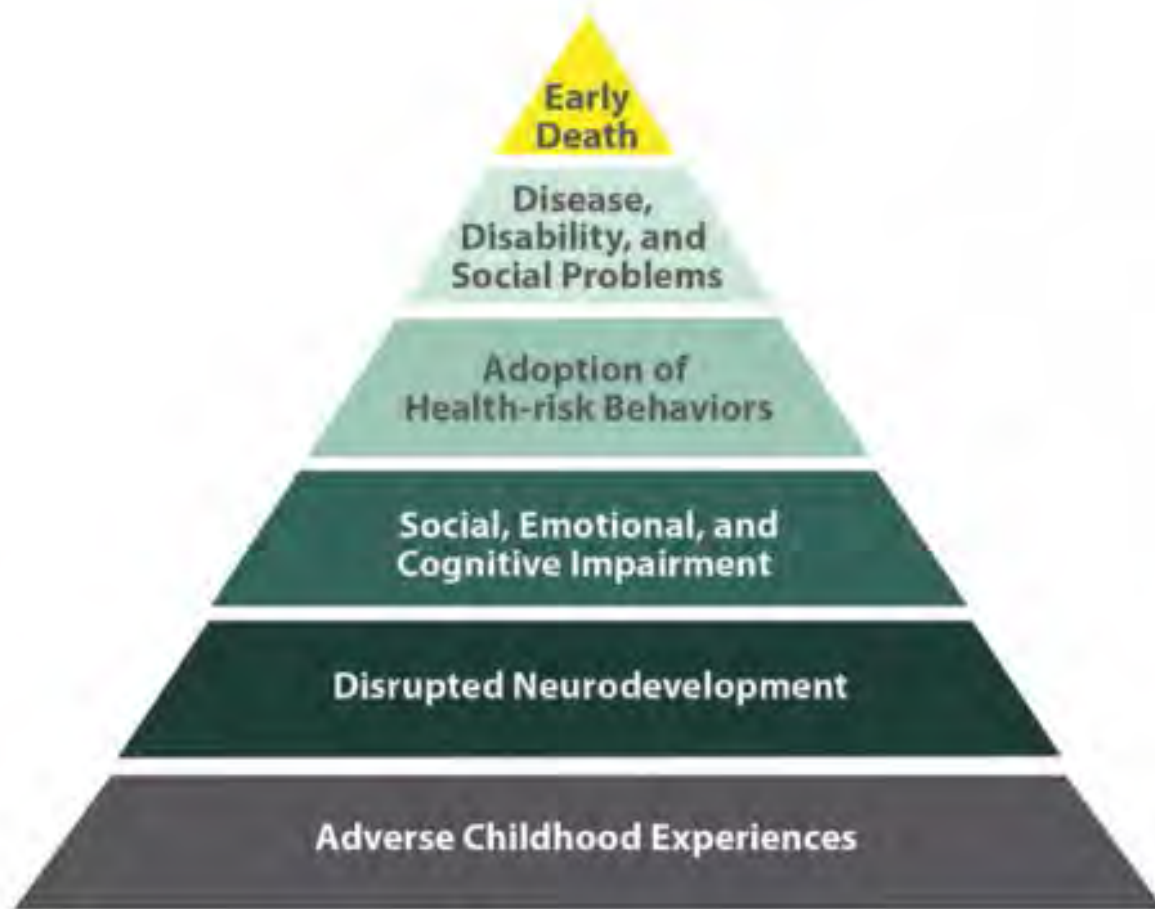 Early
Death
Disease,
Disability, and
Social Problems
Adoption of
Health-risk Behaviors
Social, Emotional, and
Cognitive Impairment
Disrupted Neurodevelopment
Adverse Childhood Experiences